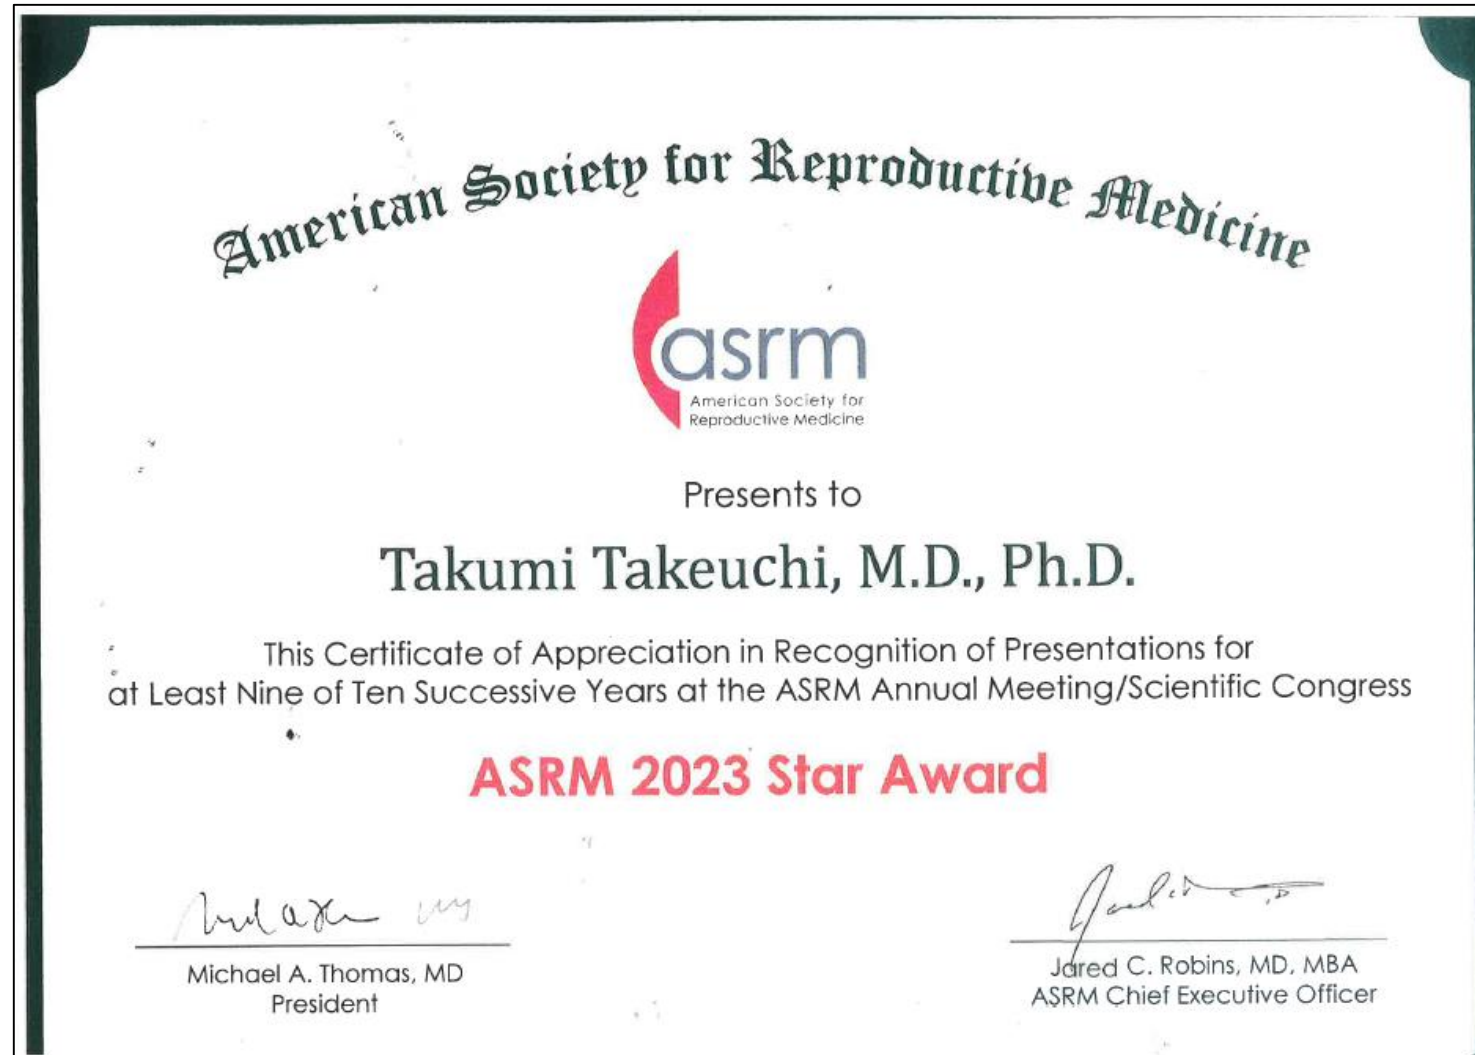 American Society for Reproductive Medicine
asrm
American Society for
Reproductive Medicine
Presents to
Takumi Takeuchi, M.D., Ph.D.
This Certificate of Appreciation in Recognition of Presentations for
at Least Nine of Ten Successive Years at the ASRM Annual Meeting/Scientific Congress
ASRM 2023 Star Award
Michael A. Thomas, MD
President
Jared C. Robins, MD, MBA
ASRM Chief Executive Officer